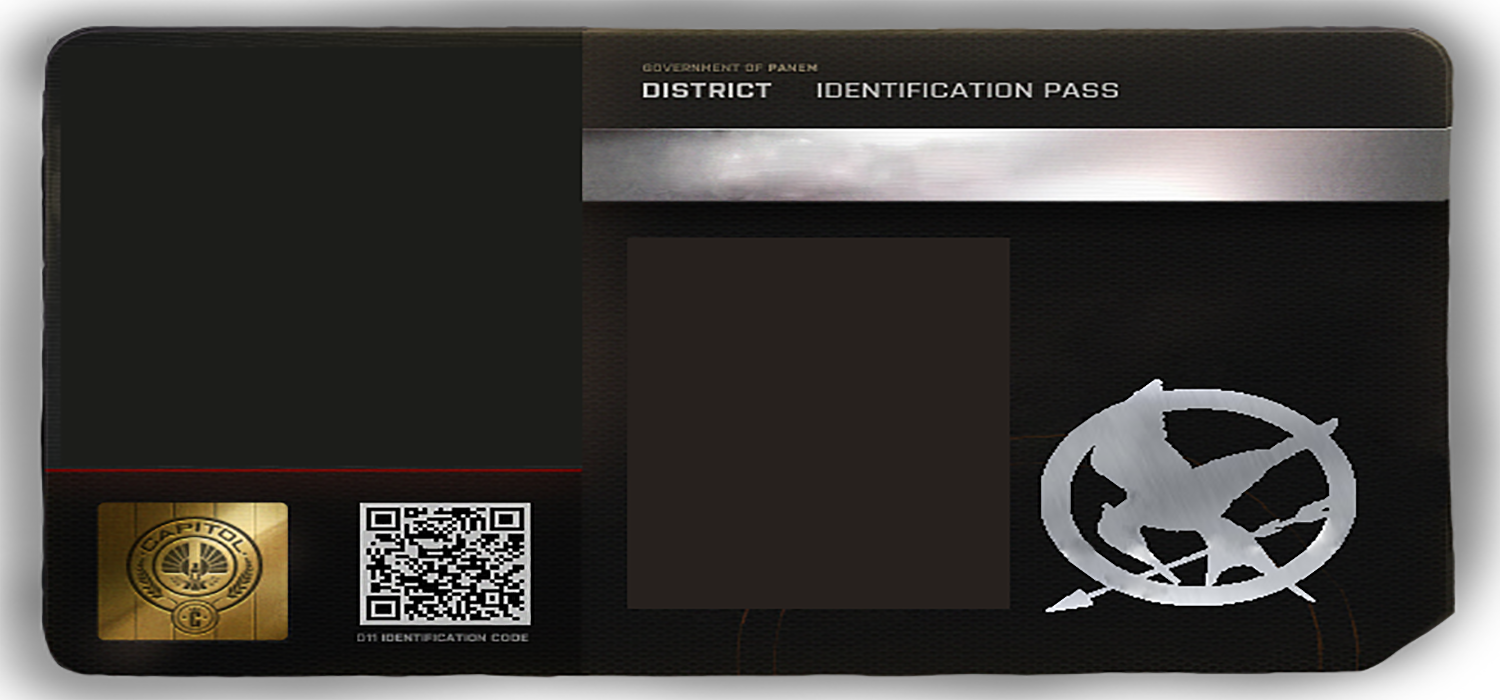 GOVERNMENT OF PANEM
DISTRICT IDENTIFICATION PASS
CAPITOL
C
D11 IDENTIFICATION CODE